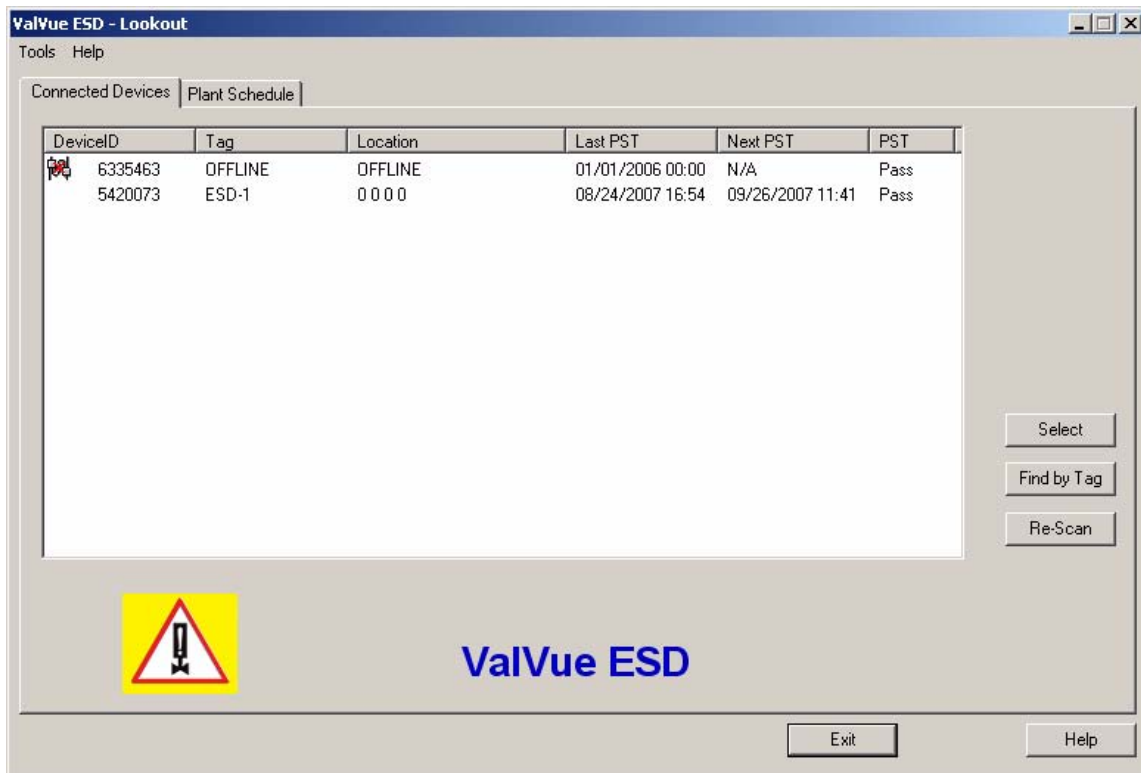 ValVue ESD - Lookout
Tools Help
Connected Devices Plant Schedule
DeviceID Tag Location Last PST Next PST PST
6335463 OFFLINE OFFLINE 01/01/2006 00:00 N/A Pass
5420073 ESD-1 0 0 0 0 08/24/2007 16:54 09/26/2007 11:41 Pass
Select
Find by Tag
Re-Scan
ValVue ESD
Exit Help